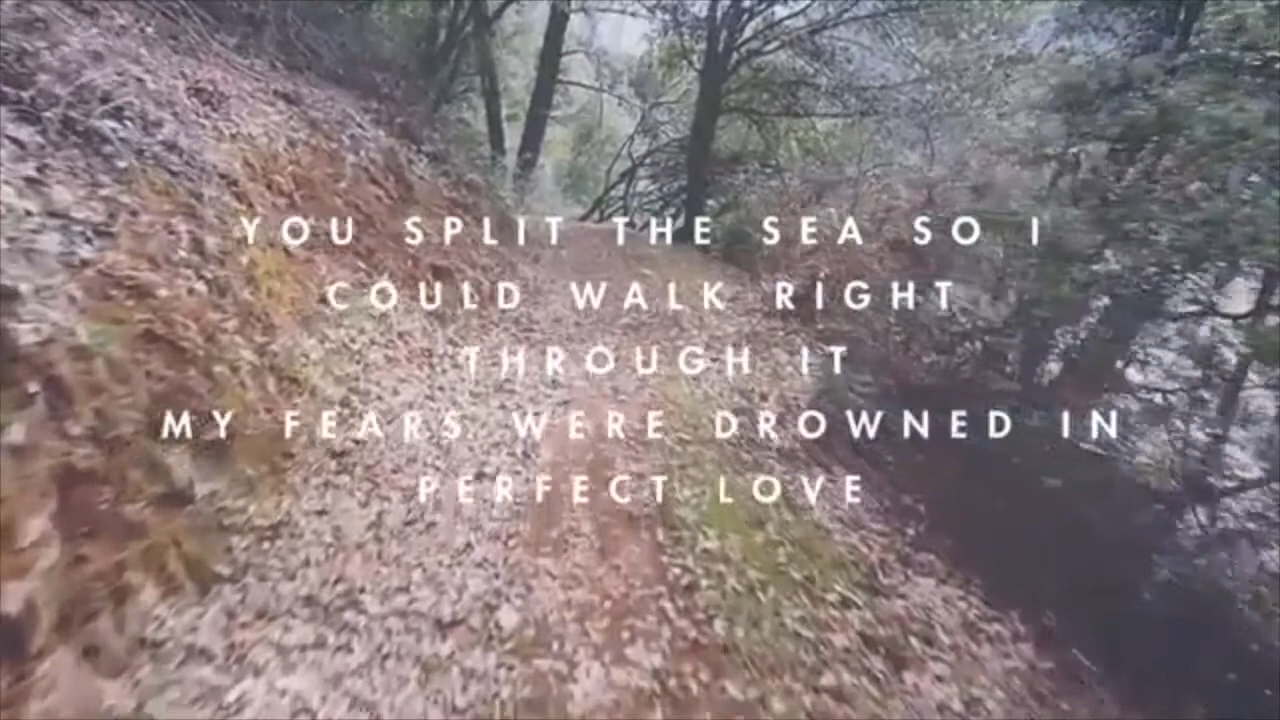 YOU SPLIT THE SEA SO I
COULD WALK RIGHT
THROUGH IT
MY FEARS WERE DROWNED IN
PERFECT LOVE